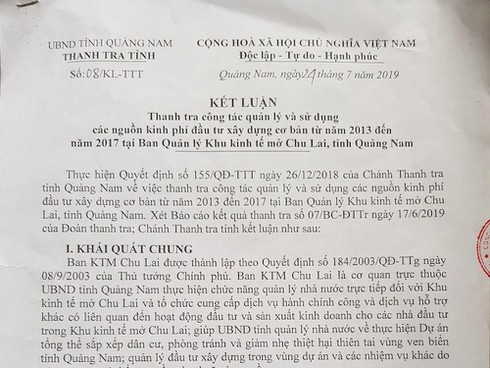 UBND TỈNH QUẢNG NAM
THANH TRA TỈNH
Số: 08/KL-TTT
CỘNG HOÀ XÃ HỘI CHỦ NGHĨA VIỆT NAM
Độc lập - Tự do - Hạnh phúc
Quảng Nam, ngày 24 tháng 7 năm 2019
KẾT LUẬN
Thanh tra công tác quản lý và sử dụng
các nguồn kinh phí đầu tư xây dựng cơ bản từ năm 2013 đến
năm 2017 tại Ban Quản lý Khu kinh tế mở Chu Lai, tỉnh Quảng Nam
Thực hiện Quyết định số 155/QĐ-TTT ngày 26/12/2018 của Chánh Thanh tra
tỉnh Quảng Nam về việc thanh tra công tác quản lý và sử dụng các nguồn kinh phí
đầu tư xây dựng cơ bản từ năm 2013 đến 2017 tại Ban Quản lý Khu kinh tế mở Chu
Lai, tỉnh Quảng Nam. Xét Báo cáo kết quả thanh tra số 07/BC-ĐTTr ngày 17/6/2019
của Đoàn thanh tra; Chánh Thanh tra tỉnh kết luận như sau:
I. KHÁI QUÁT CHUNG
Ban KTM Chu Lai được thành lập theo Quyết định số 184/2003/QĐ-TTg ngày
08/9/2003 của Thủ tướng Chính phủ. Ban KTM Chu Lai là cơ quan trực thuộc
UBND tỉnh Quảng Nam thực hiện chức năng quản lý nhà nước trực tiếp đối với Khu
kinh tế mở Chu Lai và tổ chức cung cấp dịch vụ hành chính công và dịch vụ hỗ trợ
khác có liên quan đến hoạt động đầu tư và sản xuất kinh doanh cho các nhà đầu tư
trong Khu kinh tế mở Chu Lai; giúp UBND tỉnh quản lý nhà nước về thực hiện Dự án
tổng thể sắp xếp dân cư, phòng tránh và giảm nhẹ thiệt hại thiên tai vùng ven biển
tỉnh Quảng Nam; quản lý đầu tư xây dựng trong vùng dự án và các nhiệm vụ khác do